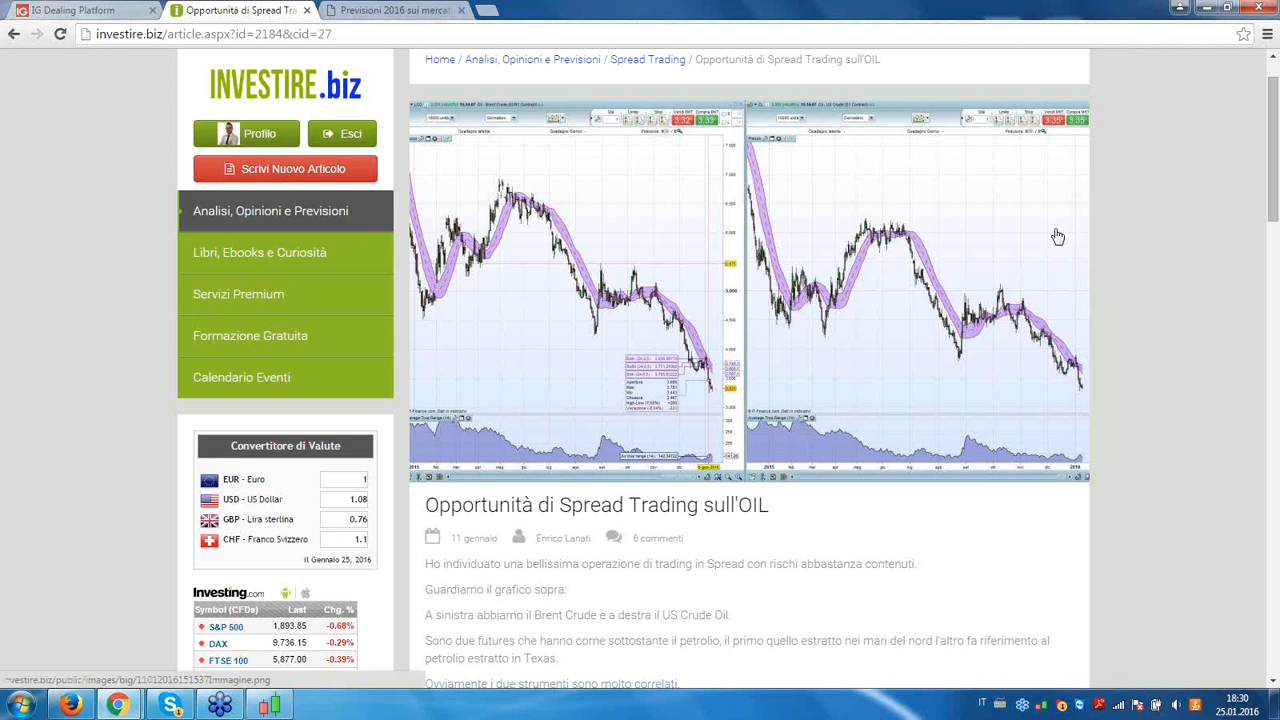 IG Dealing Platform
Opportunità di Spread Tra
Previsioni 2016 sui mercat
investire.biz/article.aspx?id=2184&cid=27
INVESTIRE.biz
Profilo
Esci
Scrivi Nuovo Articolo
Analisi, Opinioni e Previsioni
Libri, Ebooks e Curiosità
Servizi Premium
Formazione Gratuita
Calendario Eventi
Convertitore di Valute
EUR - Euro 1
USD - US Dollar 1.08
GBP - Lira sterlina 0.76
CHF - Franco Svizzero 1.1
il Gennaio 25, 2016
Investing.com
Symbol (CFDs) Last Chg. %
S&P 500 1,893.85 -0.68%
DAX 9,736.15 -0.29%
FTSE 100 5,877.00 -0.39%
Home / Analisi, Opinioni e Previsioni / Spread Trading / Opportunità di Spread Trading sull'OIL
Opportunità di Spread Trading sull'OIL
11 gennaio Enrico Lanati 6 commenti
Ho individuato una bellissima operazione di trading in Spread con rischi abbastanza contenuti.
Guardiamo il grafico sopra:
A sinistra abbiamo il Brent Crude e a destra il US Crude Oil.
Sono due futures che hanno come sottostante il petrolio, il primo quello estratto nei mari del nord l'altro fa riferimento al
petrolio estratto in Texas.
Ovviamente i due strumenti sono molto correlati.
IT
18:30
25.01.2016